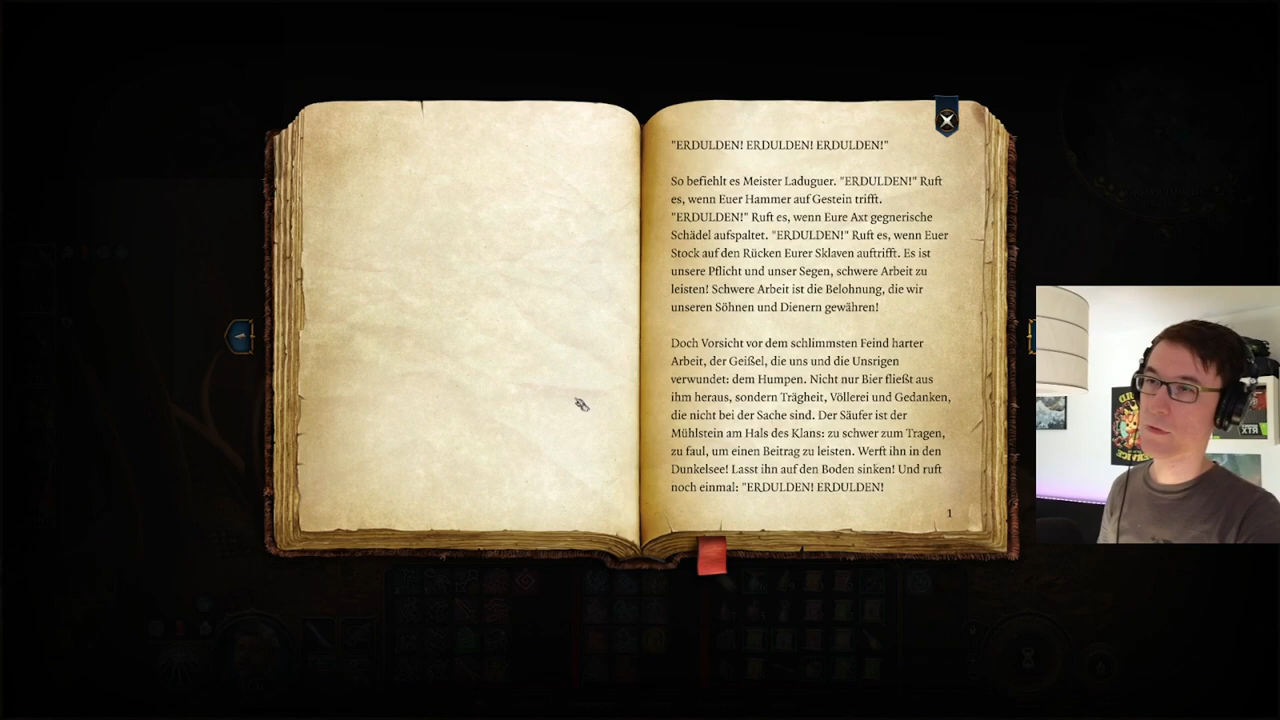 "ERDULDEN! ERDULDEN! ERDULDEN!"
So befiehlt es Meister Laduguer. "ERDULDEN!" Ruft
es, wenn Euer Hammer auf Gestein trifft.
"ERDULDEN!" Ruft es, wenn Eure Axt gegnerische
Schädel aufspaltet. "ERDULDEN!" Ruft es, wenn Euer
Stock auf den Rücken Eurer Sklaven auftrifft. Es ist
unsere Pflicht und unser Segen, schwere Arbeit zu
leisten! Schwere Arbeit ist die Belohnung, die wir
unseren Söhnen und Dienern gewähren!
Doch Vorsicht vor dem schlimmsten Feind harter
Arbeit, der Geißel, die uns und die Unsrigen
verwundet: dem Humpen. Nicht nur Bier fließt aus
ihm heraus, sondern Trägheit, Völlerei und Gedanken,
die nicht bei der Sache sind. Der Säufer ist der
Mühlstein am Hals des Klans: zu schwer zum Tragen,
zu faul, um einen Beitrag zu leisten. Werft ihn in den
Dunkelsee! Lasst ihn auf den Boden sinken! Und ruft
noch einmal: "ERDULDEN! ERDULDEN!
1